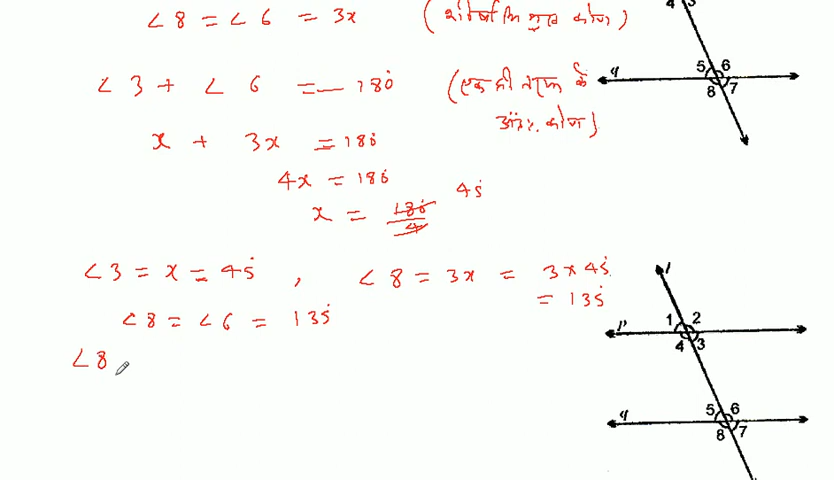 ∠8 = ∠6 = 3x (शीर्षाभिमुख कोण)
∠3 + ∠6 = 180° (एक ही तरफ के
अंतः कोण)
x + 3x = 180°
4x = 180°
x = 180°/4 45°
∠3 = x = 45°, ∠8 = 3x = 3×45°
= 135°
∠8 = ∠6 = 135°
∠8
4 3
q 5 6
8 7
l
p 1 2
4 3
q 5 6
8 7